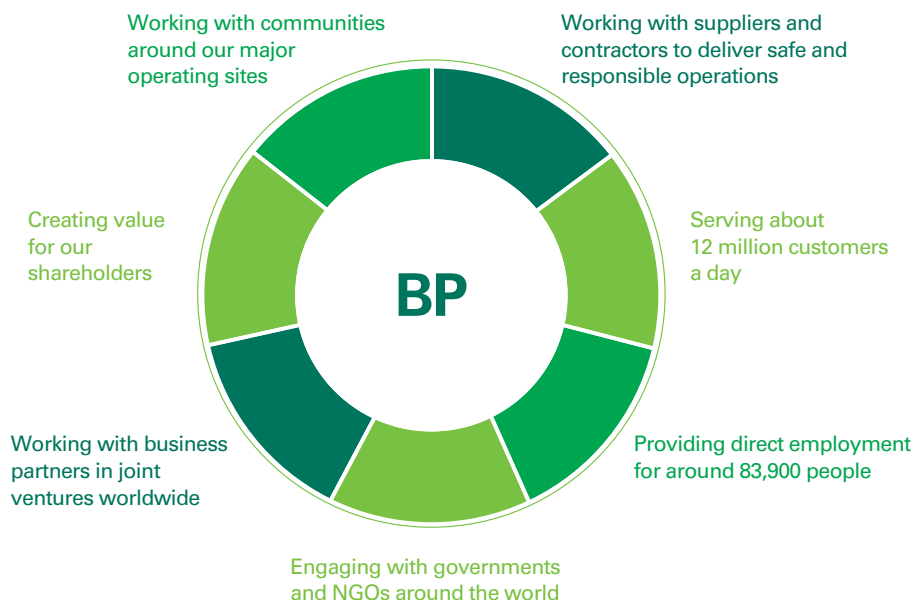 Working with communities
around our major
operating sites
Working with suppliers and
contractors to deliver safe and
responsible operations
Creating value
for our
shareholders
BP
Serving about
12 million customers
a day
Working with business
partners in joint
ventures worldwide
Providing direct employment
for around 83,900 people
Engaging with governments
and NGOs around the world